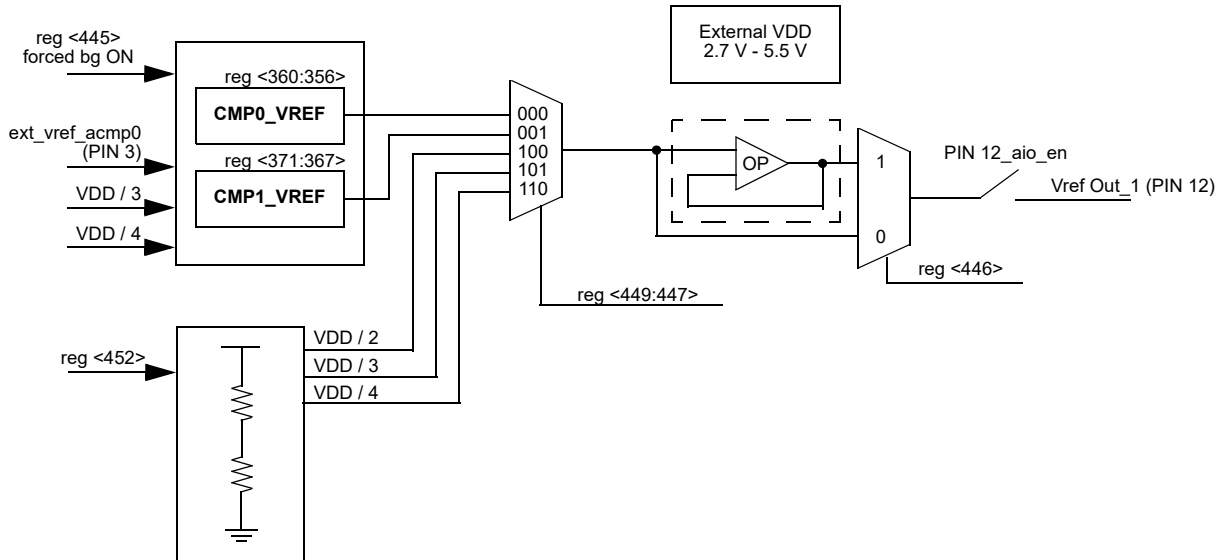 External VDD
2.7 V - 5.5 V
reg <445>
forced bg ON
reg <360:356>
CMP0_VREF
ext_vref_acmp0
(PIN 3)
reg <371:367>
CMP1_VREF
VDD / 3
VDD / 4
000
001
100
101
110
OP
1
0
PIN 12_aio_en
Vref Out_1 (PIN 12)
reg <446>
reg <449:447>
reg <452>
VDD / 2
VDD / 3
VDD / 4